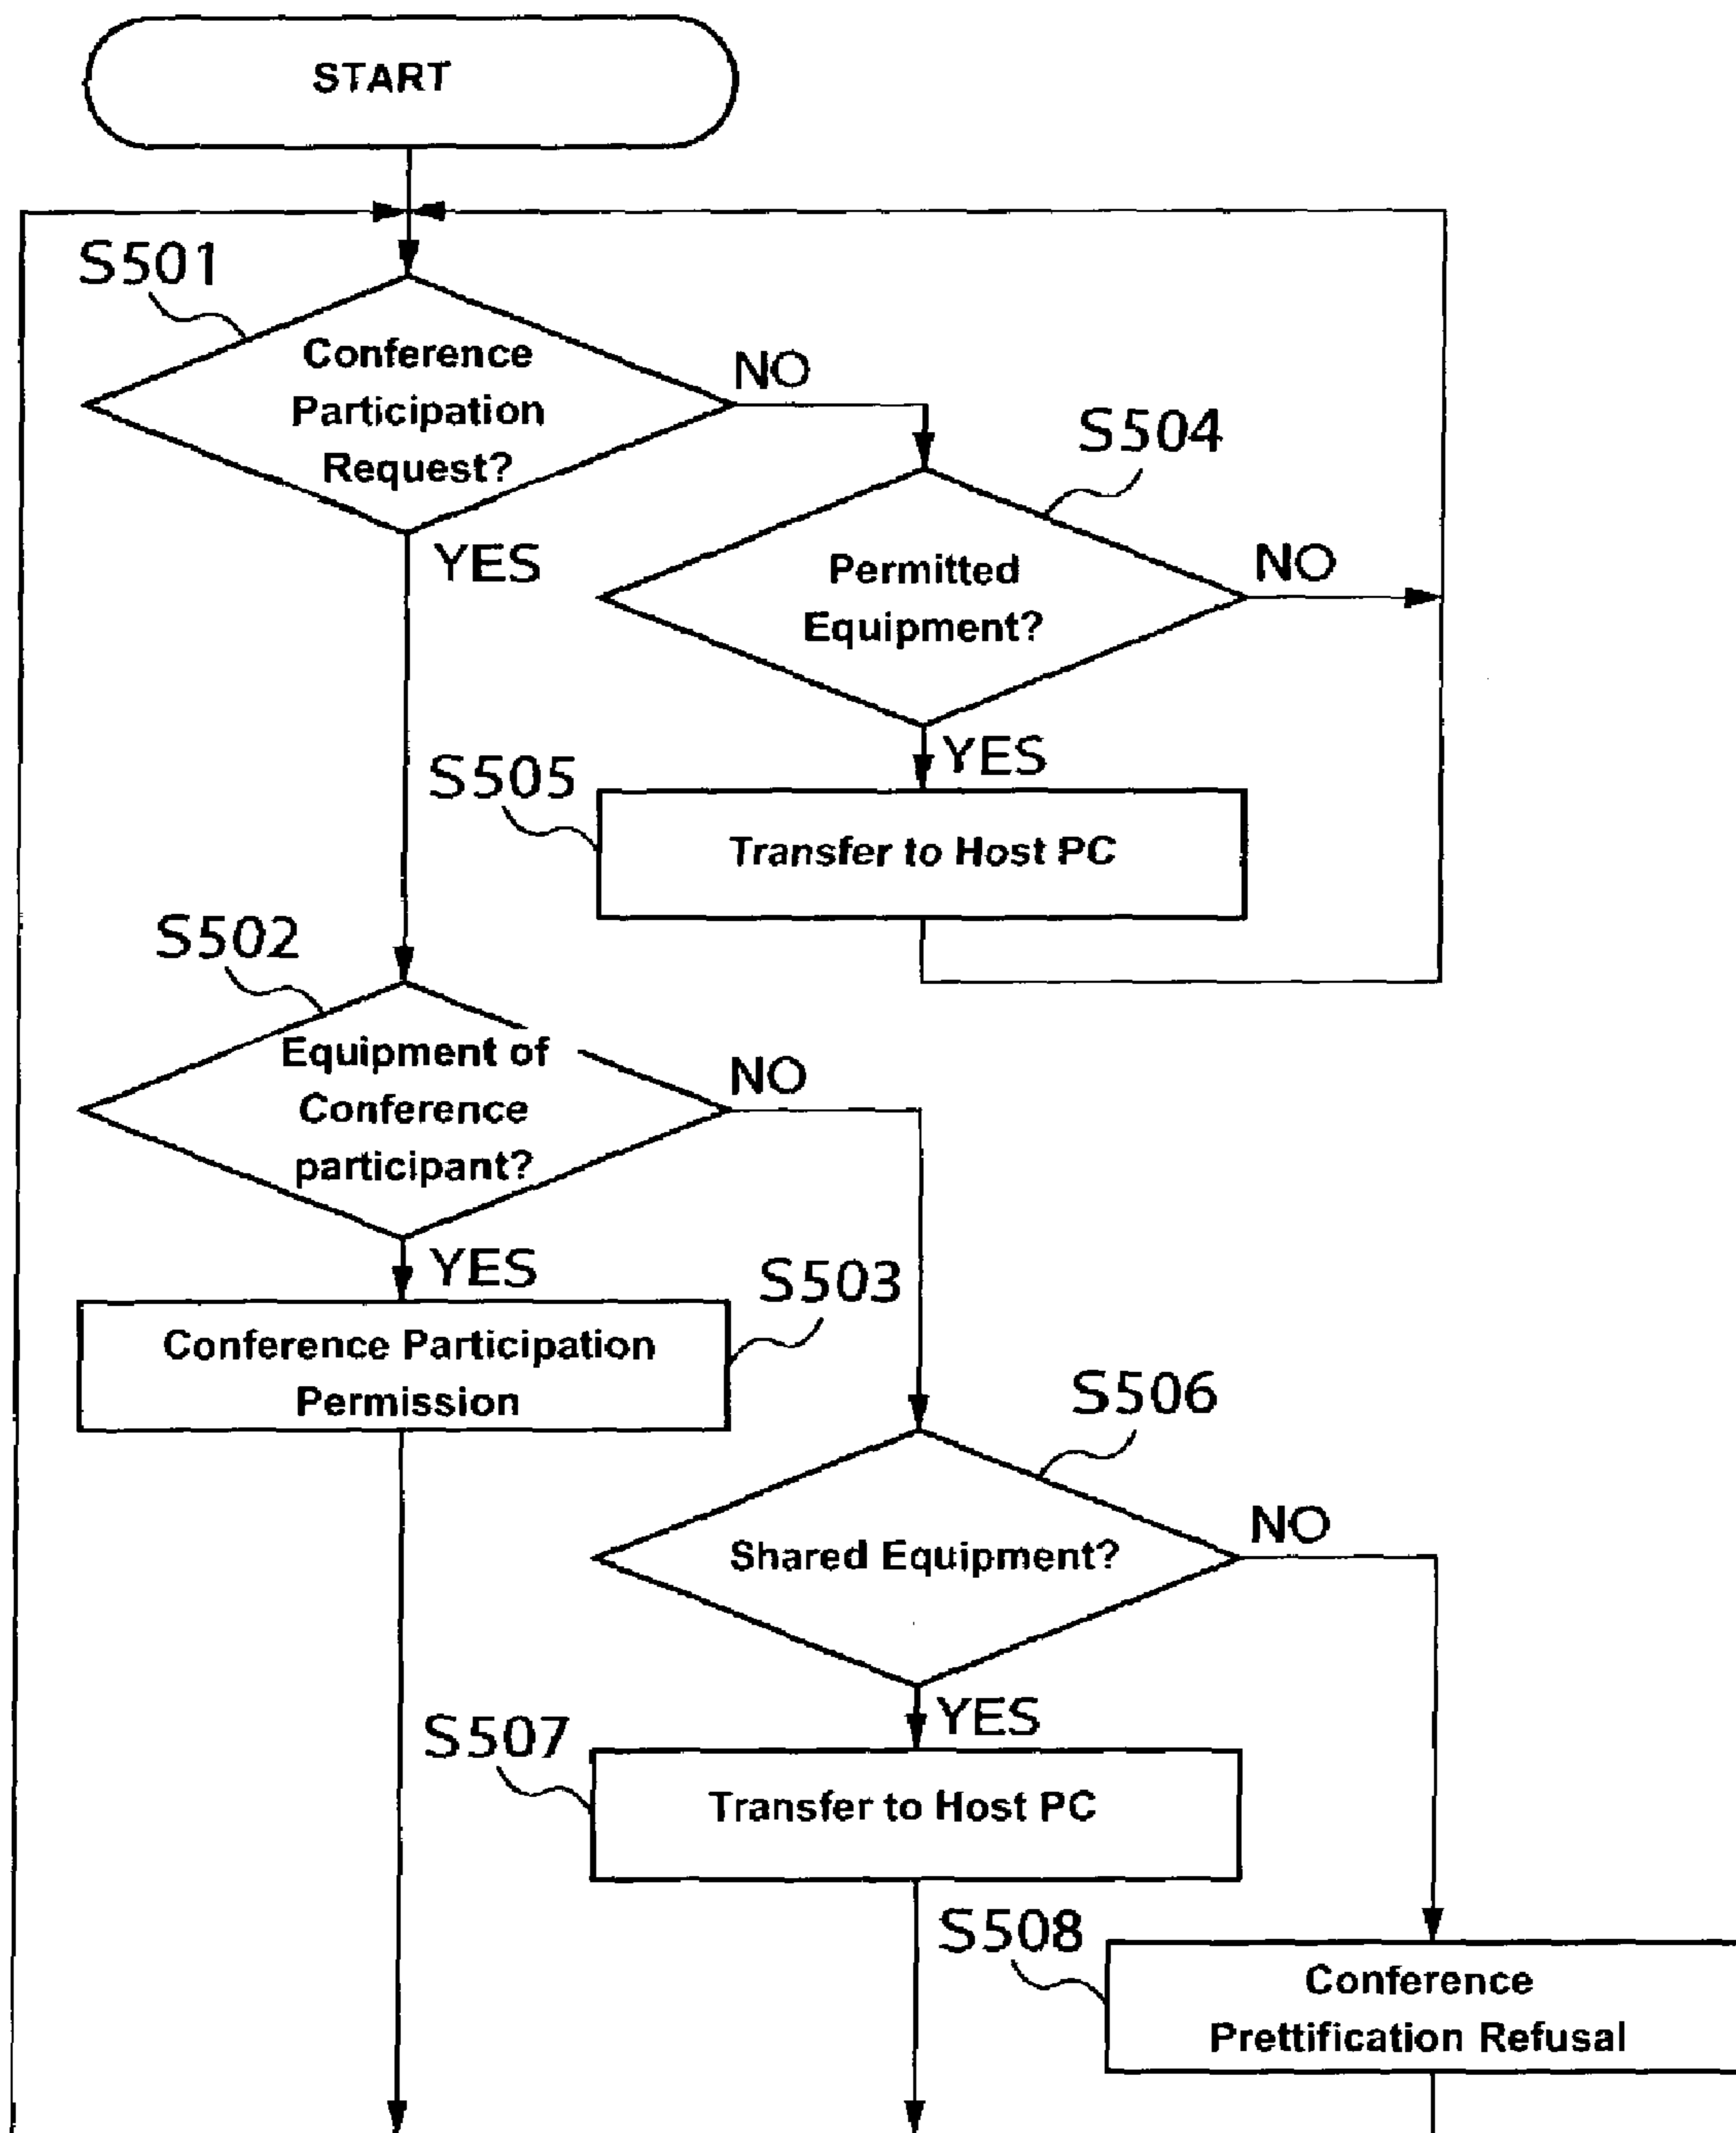 START
S501
Conference
Participation
Request?
NO
YES
S504
Permitted
Equipment?
NO
YES
S505
Transfer to Host PC
S502
Equipment of
Conference
participant?
NO
YES
S503
Conference Participation
Permission
S506
Shared Equipment?
NO
YES
S507
Transfer to Host PC
S508
Conference
Prettification Refusal